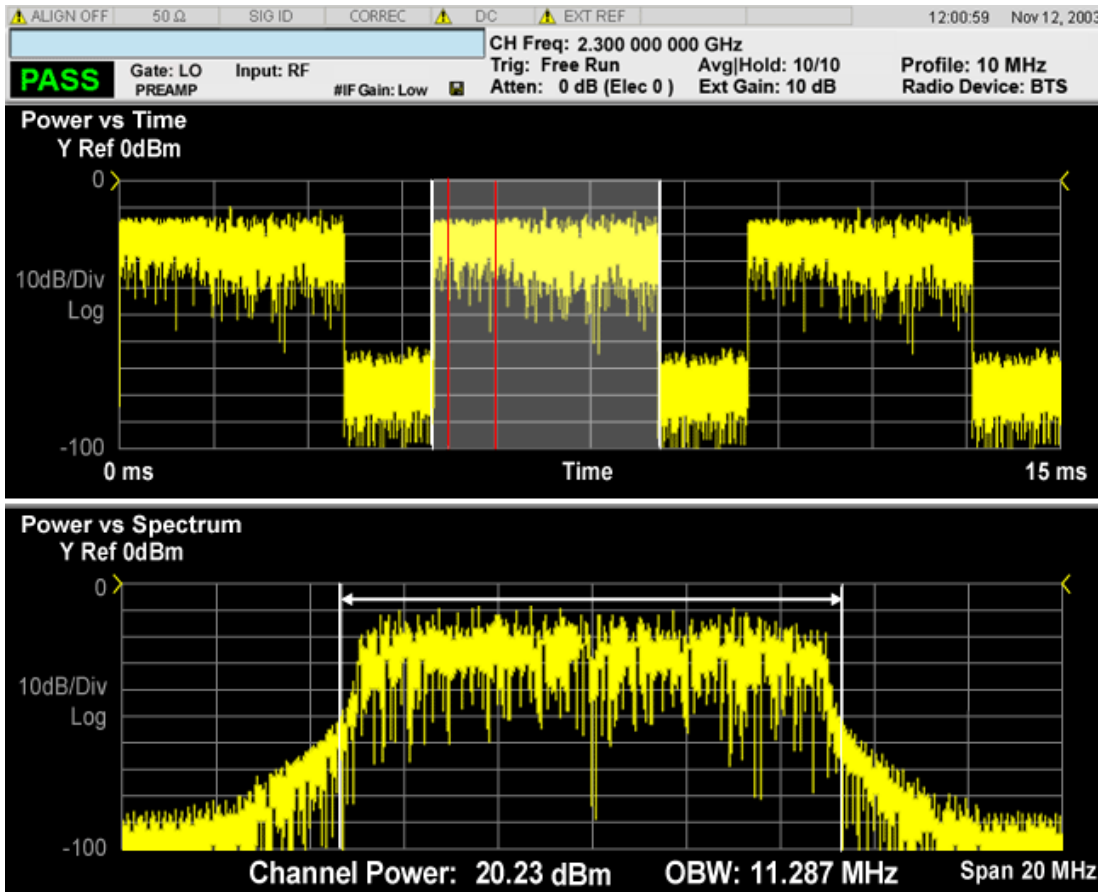 ALIGN OFF 50 Ω SIG ID CORREC DC EXT REF 12:00:59 Nov 12, 2003
CH Freq: 2.300 000 000 GHz
PASS Gate: LO Input: RF Trig: Free Run Avg|Hold: 10/10 Profile: 10 MHz
PREAMP #IF Gain: Low Atten: 0 dB (Elec 0 ) Ext Gain: 10 dB Radio Device: BTS
Power vs Time
Y Ref 0dBm
0
10dB/Div
Log
-100
0 ms Time 15 ms
Power vs Spectrum
Y Ref 0dBm
0
10dB/Div
Log
-100
Channel Power: 20.23 dBm OBW: 11.287 MHz Span 20 MHz